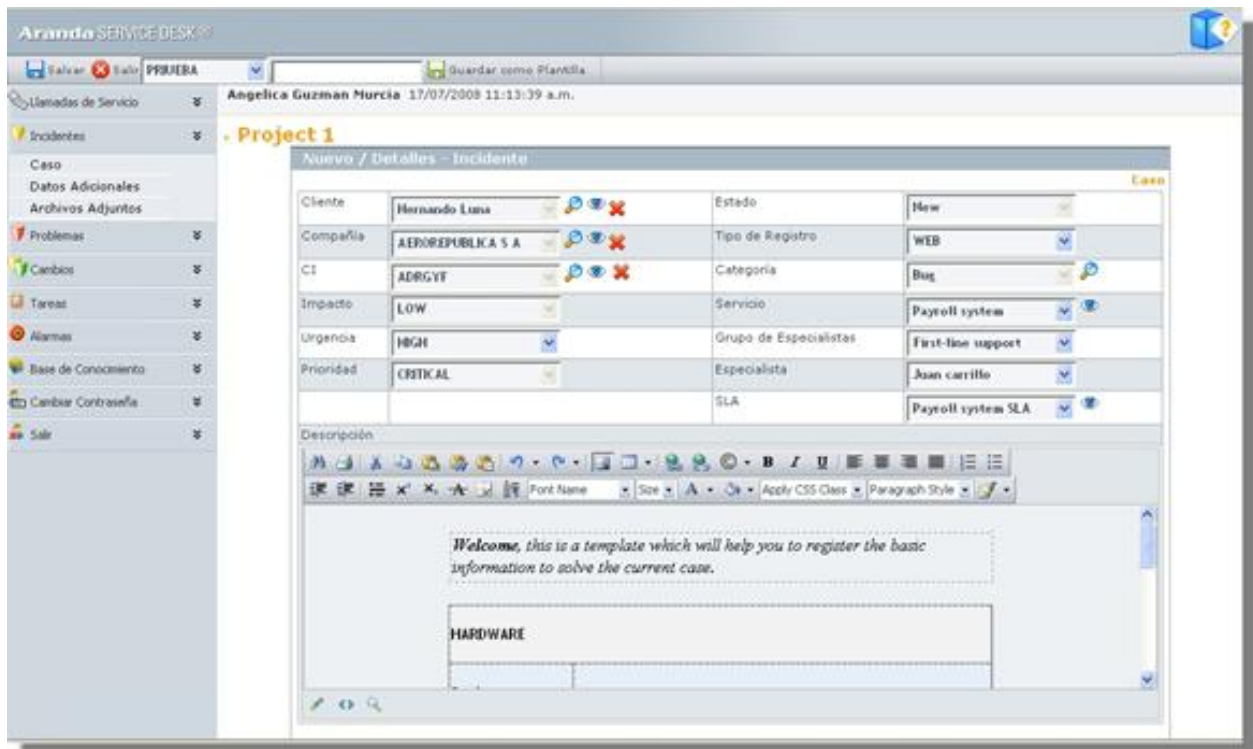 Aranda SERVICE DESK
Salvar Salir PRUEBA Guardar como Plantilla
Angelica Guzman Murcia 17/07/2008 11:13:39 a.m.
Llamadas de Servicio
Incidentes
Caso
Datos Adicionales
Archivos Adjuntos
Problemas
Cambios
Tareas
Alarmas
Base de Conocimiento
Cambiar Contraseña
Salir
Project 1
Nuevo / Detalles - Incidente
Caso
Cliente Hernando Luna Estado New
Compañía AEROREPUBLICA S A Tipo de Registro WEB
CI ADRGYF Categoría Bug
Impacto LOW Servicio Payroll system
Urgencia HIGH Grupo de Especialistas First-line support
Prioridad CRITICAL Especialista Juan carrillo
SLA Payroll system SLA
Descripción
B I U
Font Name Size A Apply CSS Class Paragraph Style
Welcome, this is a template which will help you to register the basic
information to solve the current case.
HARDWARE